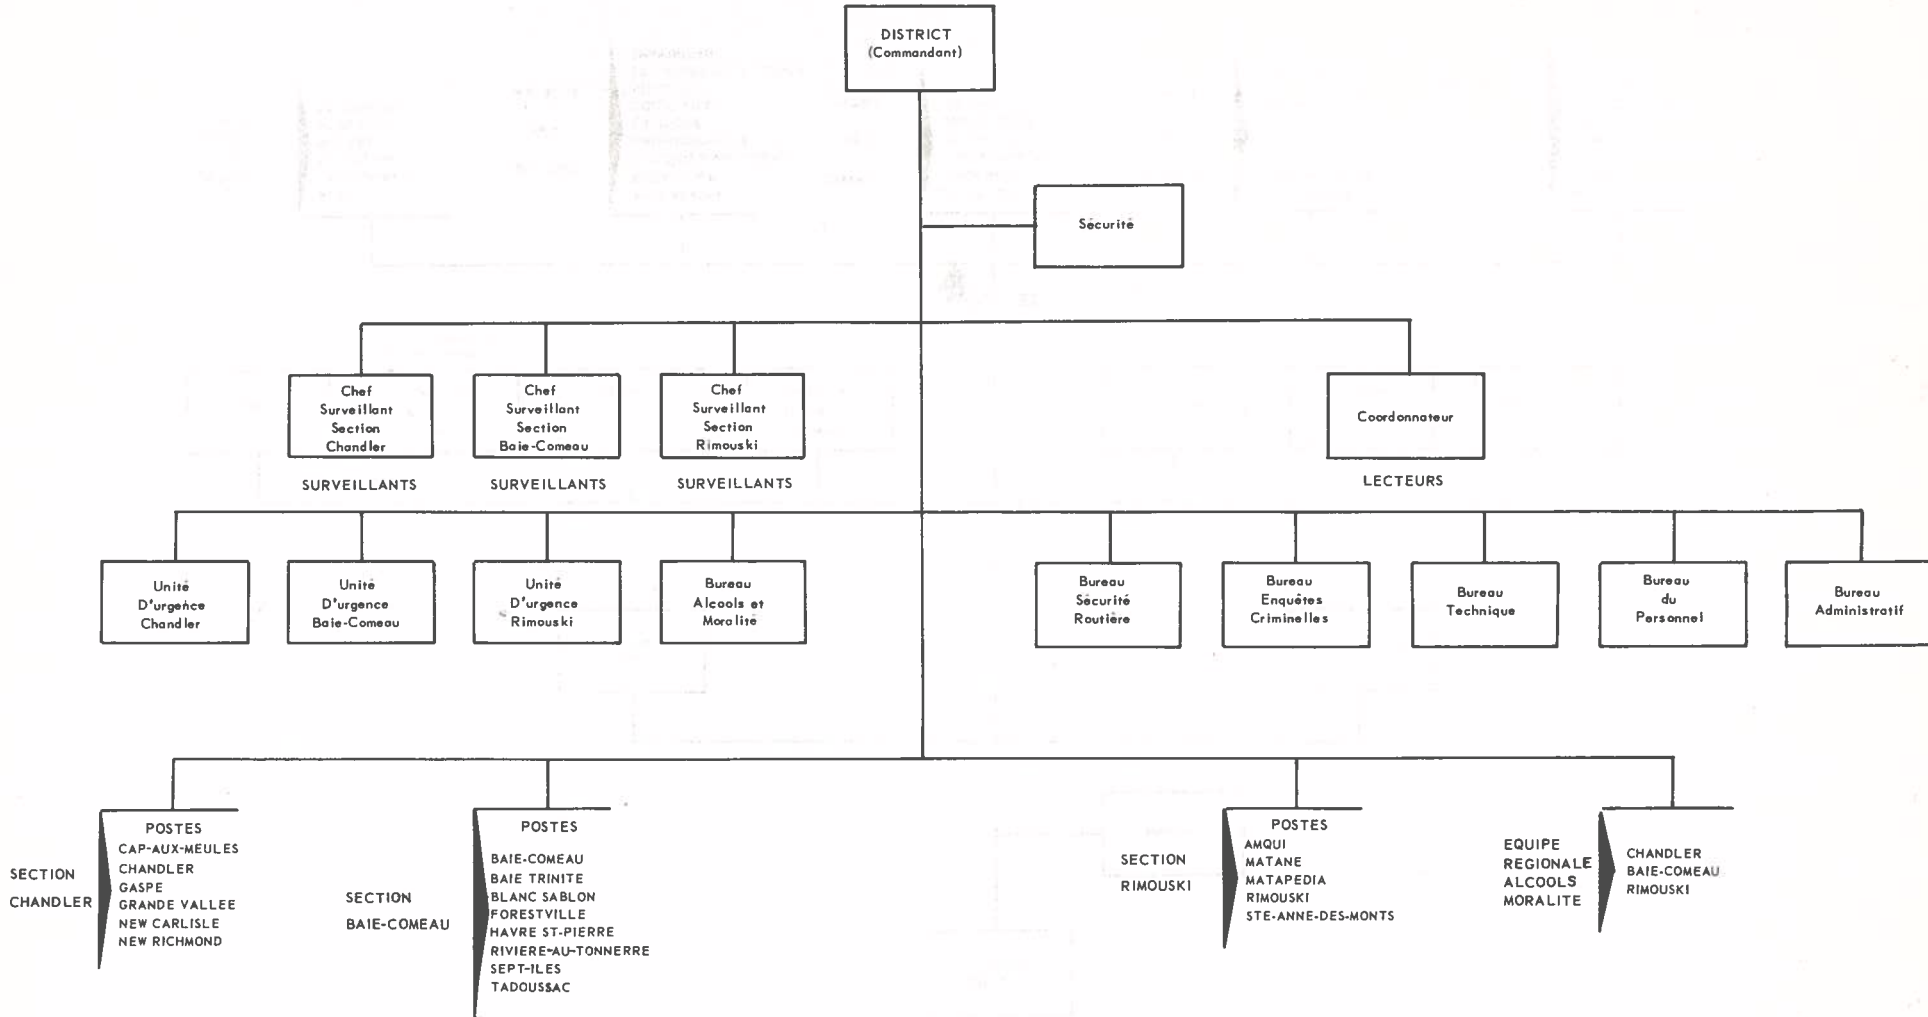 DISTRICT
(Commandant)
Sécurité
Chef
Surveillant
Section
Chandler
Chef
Surveillant
Section
Baie-Comeau
Chef
Surveillant
Section
Rimouski
Coordonnateur
SURVEILLANTS
SURVEILLANTS
SURVEILLANTS
LECTEURS
Unité
D'urgence
Chandler
Unité
D'urgence
Baie-Comeau
Unité
D'urgence
Rimouski
Bureau
Alcools et
Moralité
Bureau
Sécurité
Routière
Bureau
Enquêtes
Criminelles
Bureau
Technique
Bureau
du
Personnel
Bureau
Administratif
SECTION
CHANDLER
POSTES
CAP-AUX-MEULES
CHANDLER
GASPE
GRANDE VALLEE
NEW CARLISLE
NEW RICHMOND
SECTION
BAIE-COMEAU
POSTES
BAIE-COMEAU
BAIE TRINITE
BLANC SABLON
FORESTVILLE
HAVRE ST-PIERRE
RIVIERE-AU-TONNERRE
SEPT-ILES
TADOUSSAC
SECTION
RIMOUSKI
POSTES
AMQUI
MATANE
MATAPEDIA
RIMOUSKI
STE-ANNE-DES-MONTS
EQUIPE
REGIONALE
ALCOOLS
MORALITE
CHANDLER
BAIE-COMEAU
RIMOUSKI